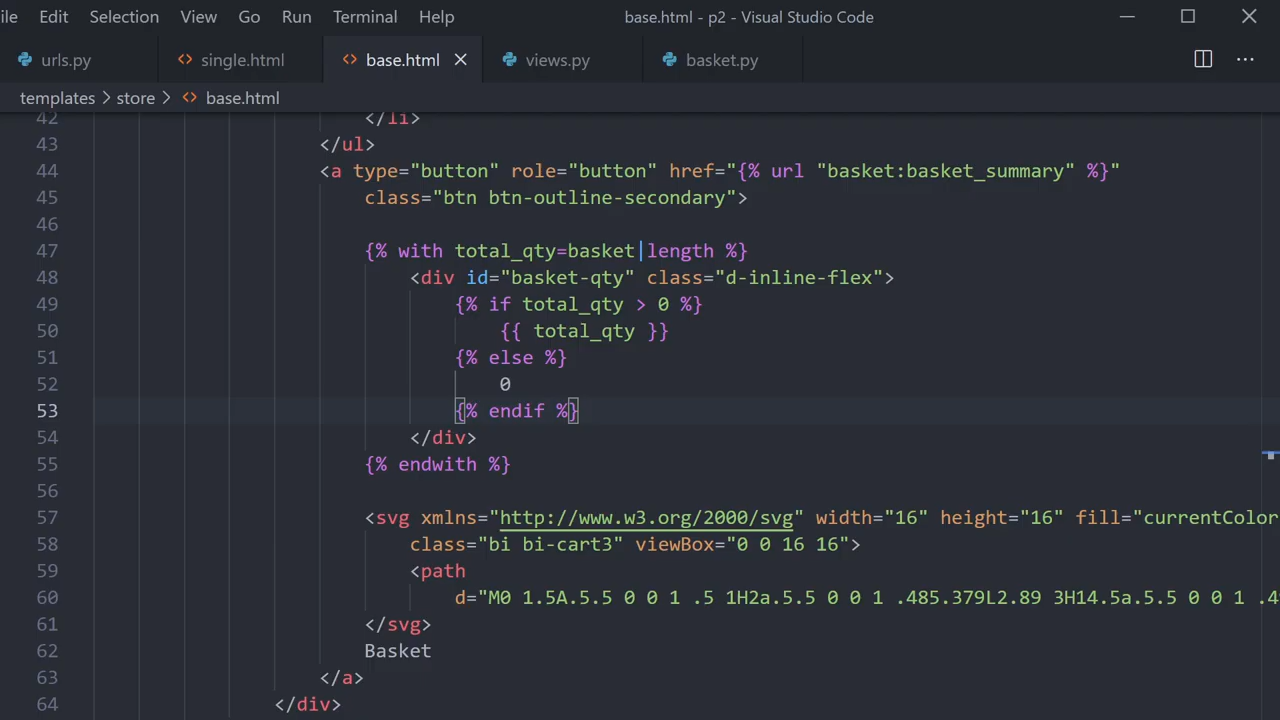 ile Edit Selection View Go Run Terminal Help base.html - p2 - Visual Studio Code
urls.py <> single.html <> base.html views.py basket.py
templates > store > <> base.html
42 </li>
43 </ul>
44 <a type="button" role="button" href="{% url "basket:basket_summary" %}"
45 class="btn btn-outline-secondary">
46
47 {% with total_qty=basket|length %}
48 <div id="basket-qty" class="d-inline-flex">
49 {% if total_qty > 0 %}
50 {{ total_qty }}
51 {% else %}
52 0
53 {% endif %}
54 </div>
55 {% endwith %}
56
57 <svg xmlns="http://www.w3.org/2000/svg" width="16" height="16" fill="currentColor
58 class="bi bi-cart3" viewBox="0 0 16 16">
59 <path
60 d="M0 1.5A.5.5 0 0 1 .5 1H2a.5.5 0 0 1 .485.379L2.89 3H14.5a.5.5 0 0 1 .4
61 </svg>
62 Basket
63 </a>
64 </div>